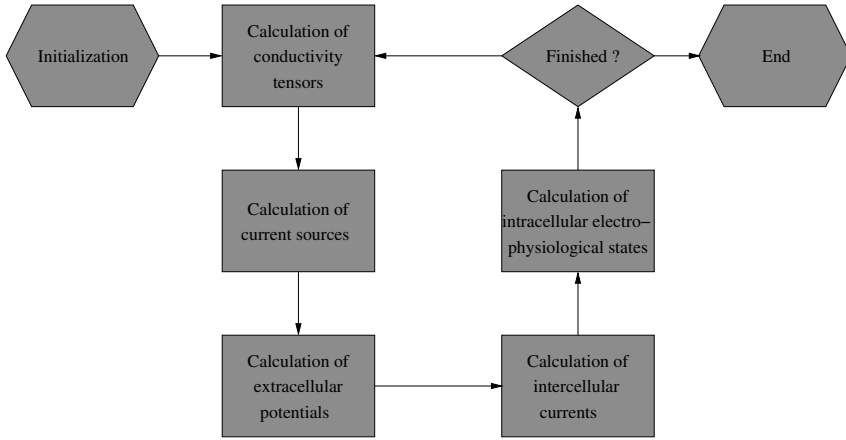 Initialization
Calculation of
conductivity
tensors
Finished ?
End
Calculation of
current sources
Calculation of
intracellular electro−
physiological states
Calculation of
extracellular
potentials
Calculation of
intercellular
currents